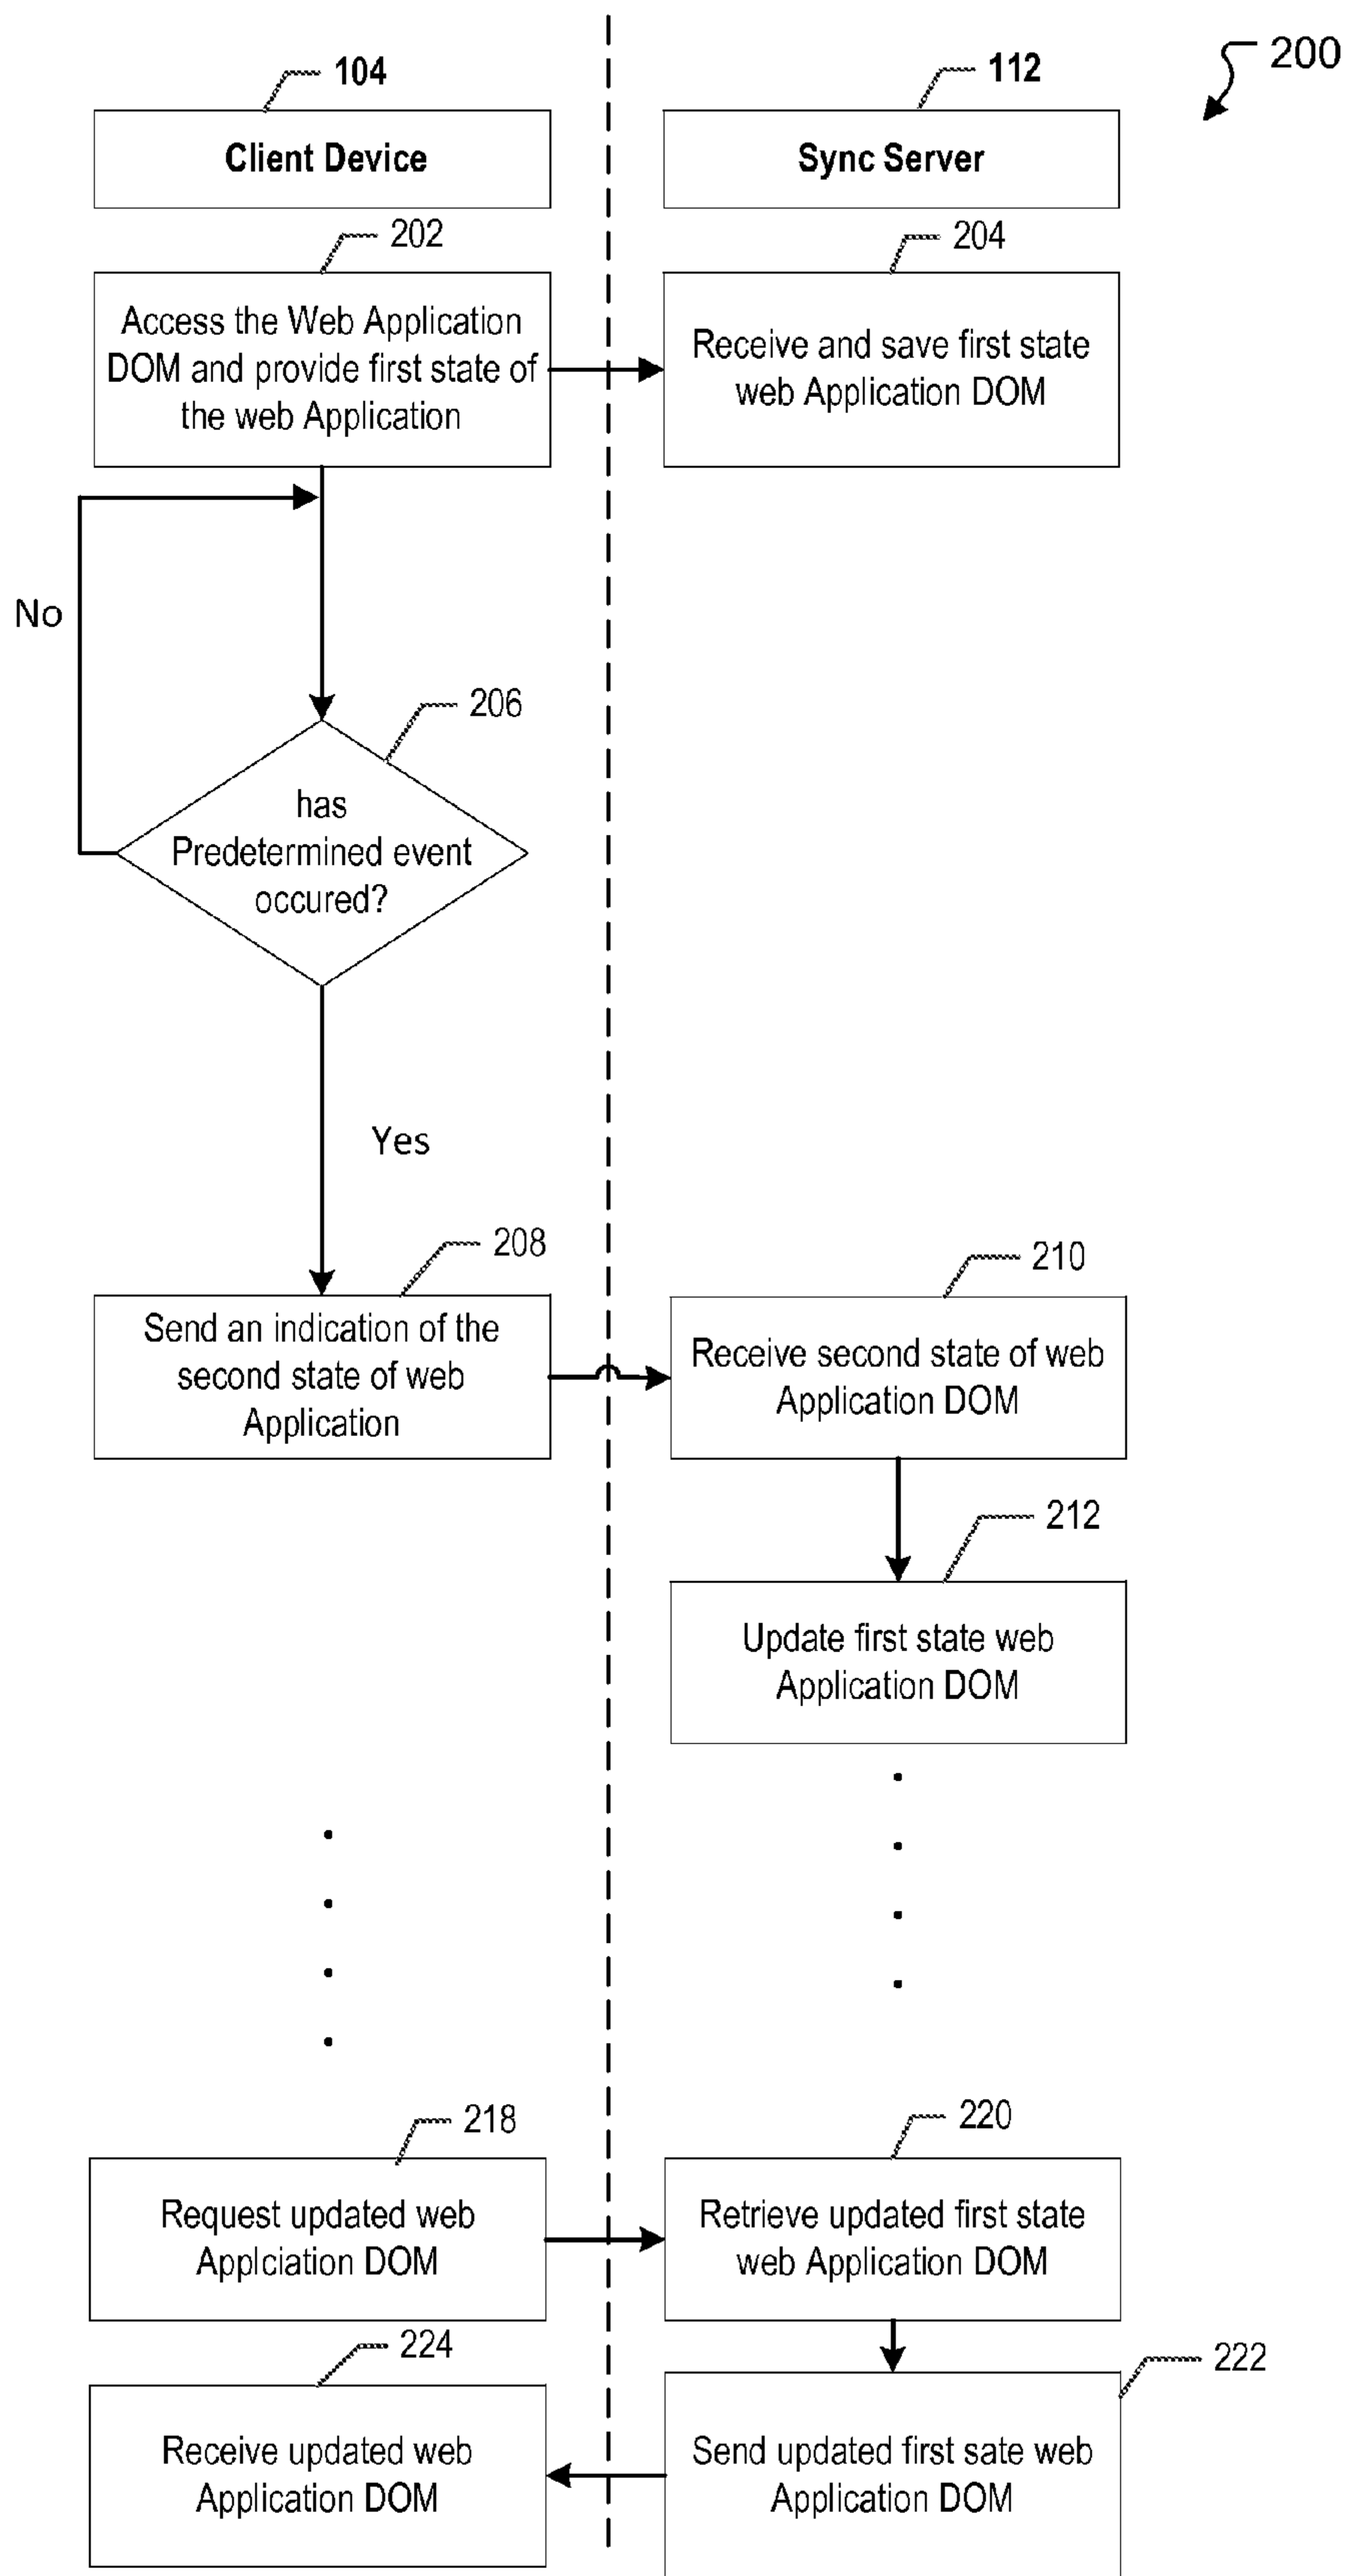 200
104
112
Client Device
Sync Server
202
204
Access the Web Application
DOM and provide first state of
the web Application
Receive and save first state
web Application DOM
No
206
has
Predetermined event
occured?
Yes
208
210
Send an indication of the
second state of web
Application
Receive second state of web
Application DOM
212
Update first state web
Application DOM
218
220
Request updated web
Applciation DOM
Retrieve updated first state
web Application DOM
224
222
Receive updated web
Application DOM
Send updated first sate web
Application DOM